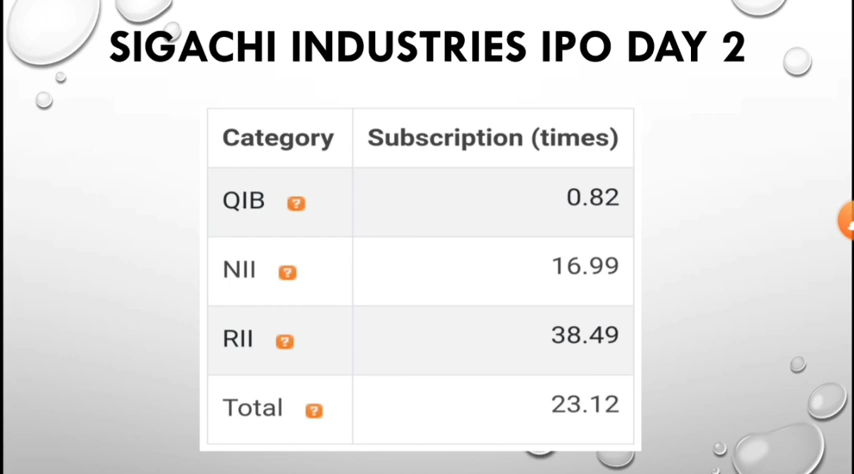 SIGACHI INDUSTRIES IPO DAY 2
Category Subscription (times)
QIB ? 0.82
NII ? 16.99
RII ? 38.49
Total ? 23.12